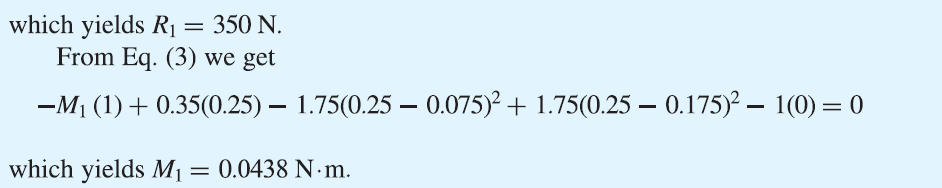 which yields R₁ = 350 N.
From Eq. (3) we get
−M₁ (1) + 0.35(0.25) − 1.75(0.25 − 0.075)² + 1.75(0.25 − 0.175)² − 1(0) = 0
which yields M₁ = 0.0438 N·m.